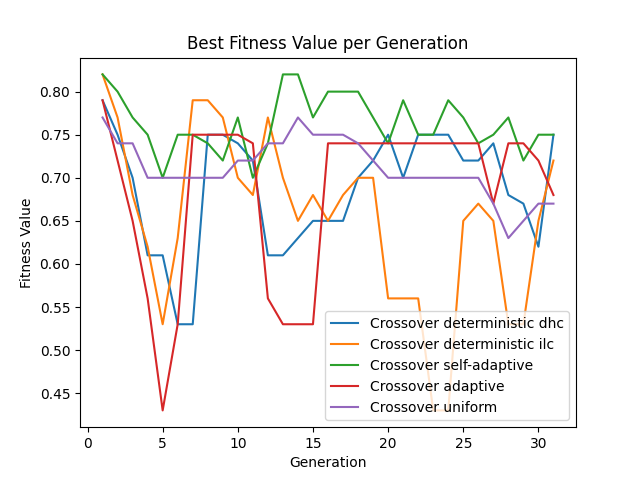 Best Fitness Value per Generation
Fitness Value
0.80
0.75
0.70
0.65
0.60
0.55
0.50
0.45
Crossover deterministic dhc
Crossover deterministic ilc
Crossover self-adaptive
Crossover adaptive
Crossover uniform
0 5 10 15 20 25 30
Generation